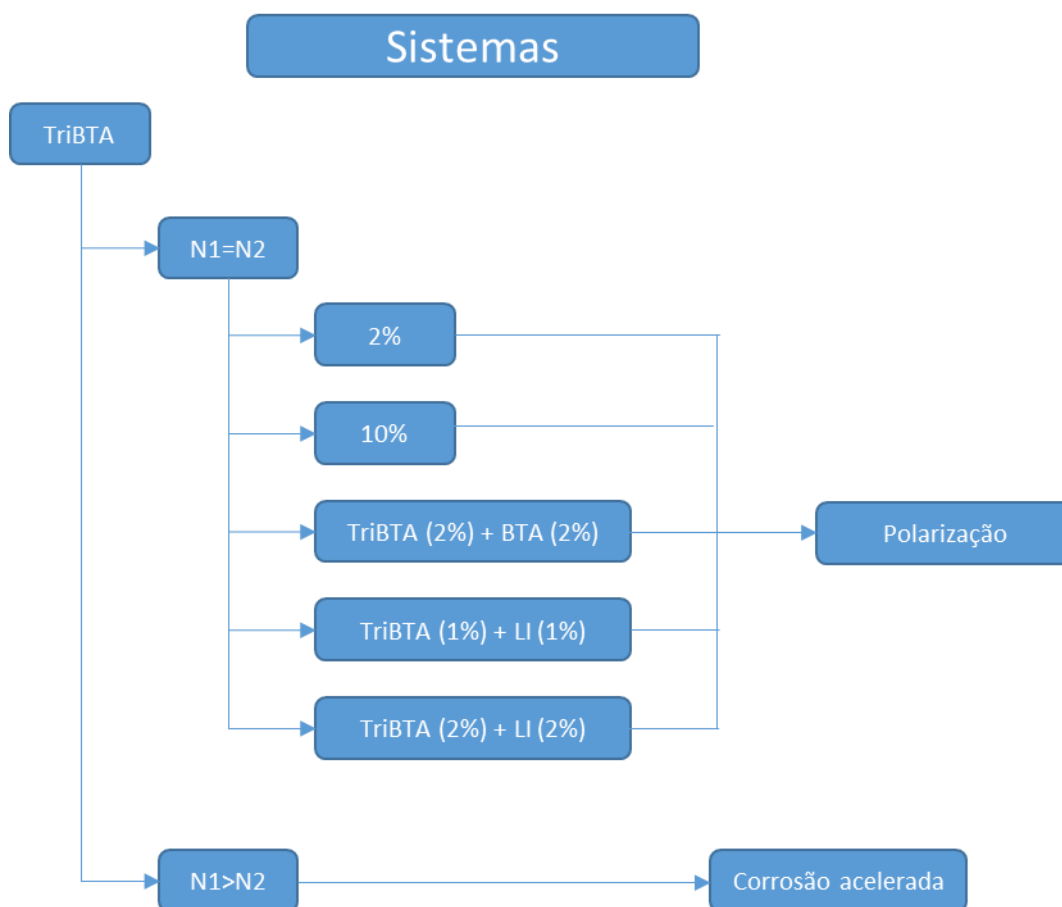 Sistemas
TriBTA
N1=N2
2%
10%
TriBTA (2%) + BTA (2%)
Polarização
TriBTA (1%) + LI (1%)
TriBTA (2%) + LI (2%)
N1>N2
Corrosão acelerada